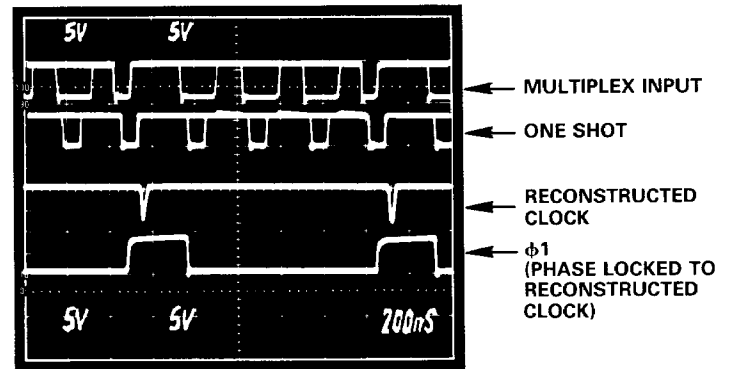 5V 5V
MULTIPLEX INPUT
ONE SHOT
RECONSTRUCTED
CLOCK
ϕ1
(PHASE LOCKED TO
RECONSTRUCTED
CLOCK)
5V 5V 200nS